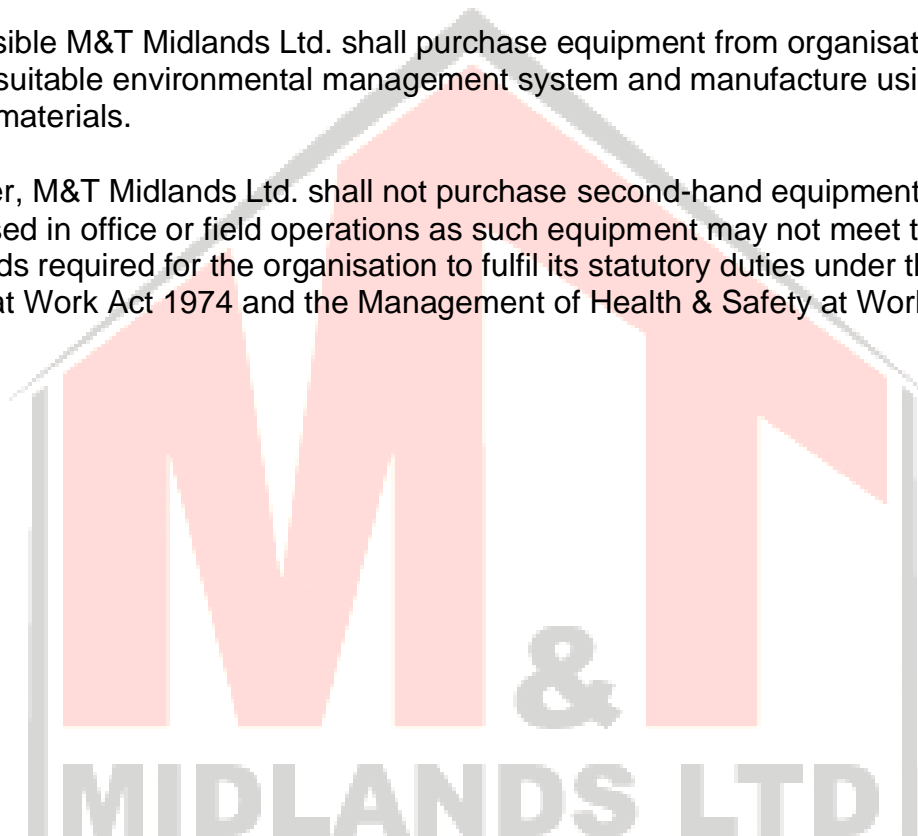 sible M&T Midlands Ltd. shall purchase equipment from organisat
suitable environmental management system and manufacture usi
materials.
er, M&T Midlands Ltd. shall not purchase second-hand equipment
sed in office or field operations as such equipment may not meet t
ds required for the organisation to fulfil its statutory duties under th
at Work Act 1974 and the Management of Health & Safety at Work
M&T
MIDLANDS LTD